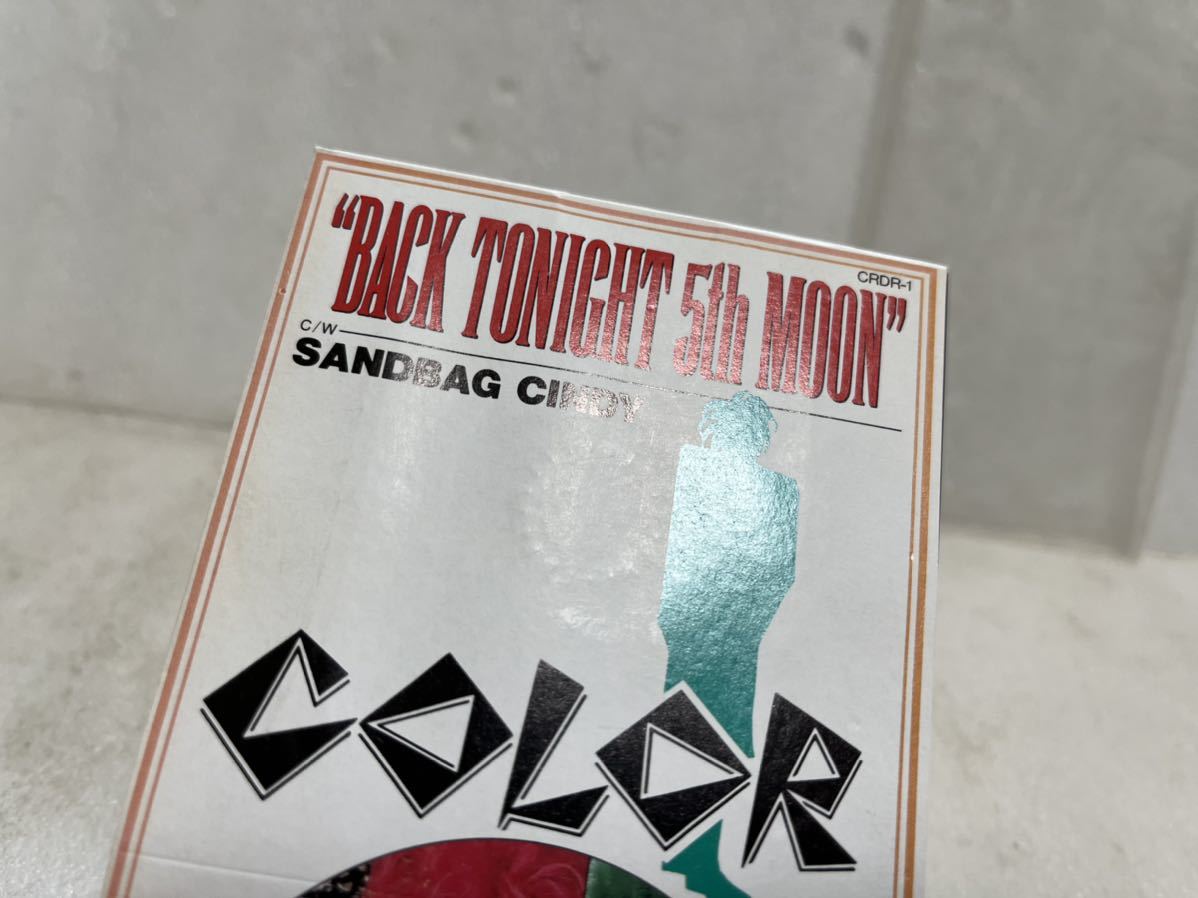 CRDR-1
“BACK TONIGHT 5th MOON”
C/W
SANDBAG CINDY
COLOR